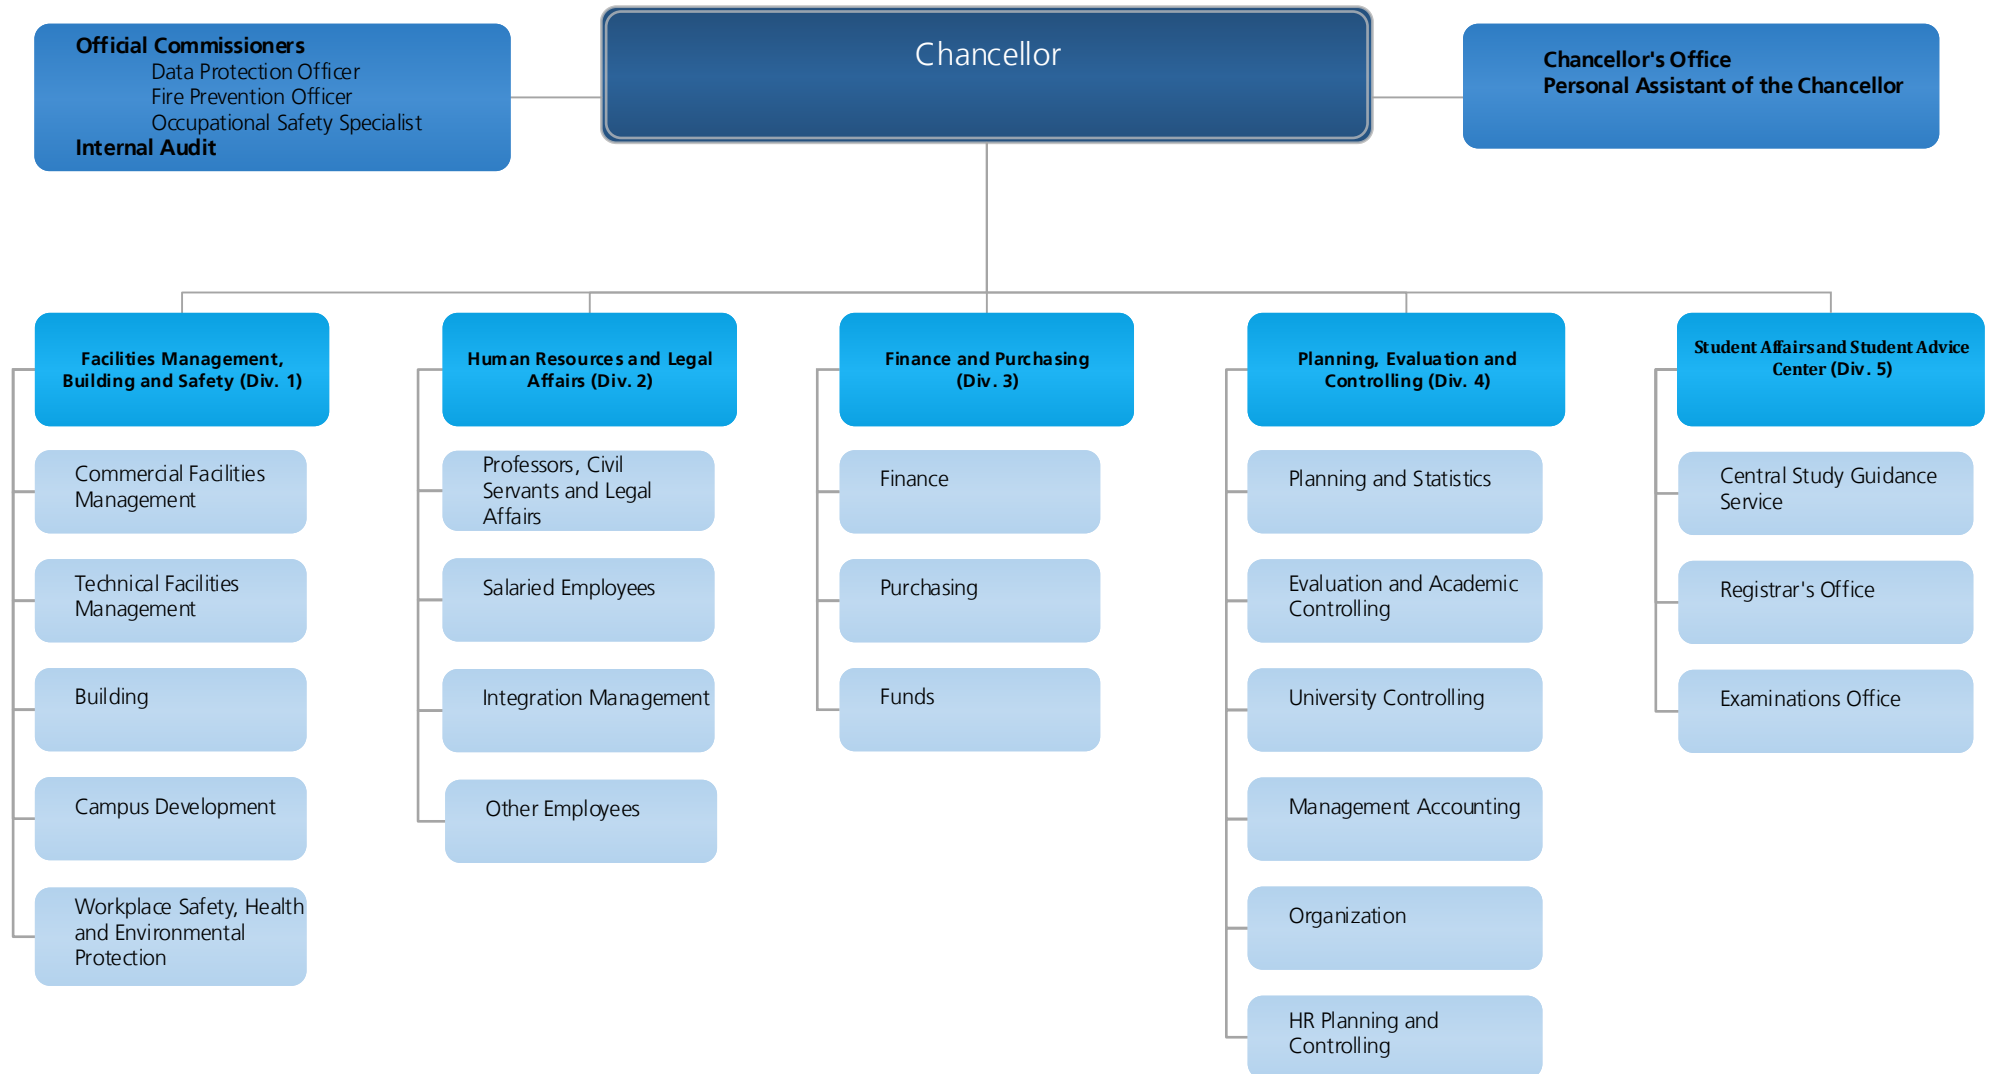 Official Commissioners
Data Protection Officer
Fire Prevention Officer
Occupational Safety Specialist
Internal Audit
Chancellor
Chancellor's Office
Personal Assistant of the Chancellor
Facilities Management,
Building and Safety (Div. 1)
Commercial Facilities
Management
Technical Facilities
Management
Building
Campus Development
Workplace Safety, Health
and Environmental
Protection
Human Resources and Legal
Affairs (Div. 2)
Professors, Civil
Servants and Legal
Affairs
Salaried Employees
Integration Management
Other Employees
Finance and Purchasing
(Div. 3)
Finance
Purchasing
Funds
Planning, Evaluation and
Controlling (Div. 4)
Planning and Statistics
Evaluation and Academic
Controlling
University Controlling
Management Accounting
Organization
HR Planning and
Controlling
Student Affairs and Student Advice
Center (Div. 5)
Central Study Guidance
Service
Registrar's Office
Examinations Office